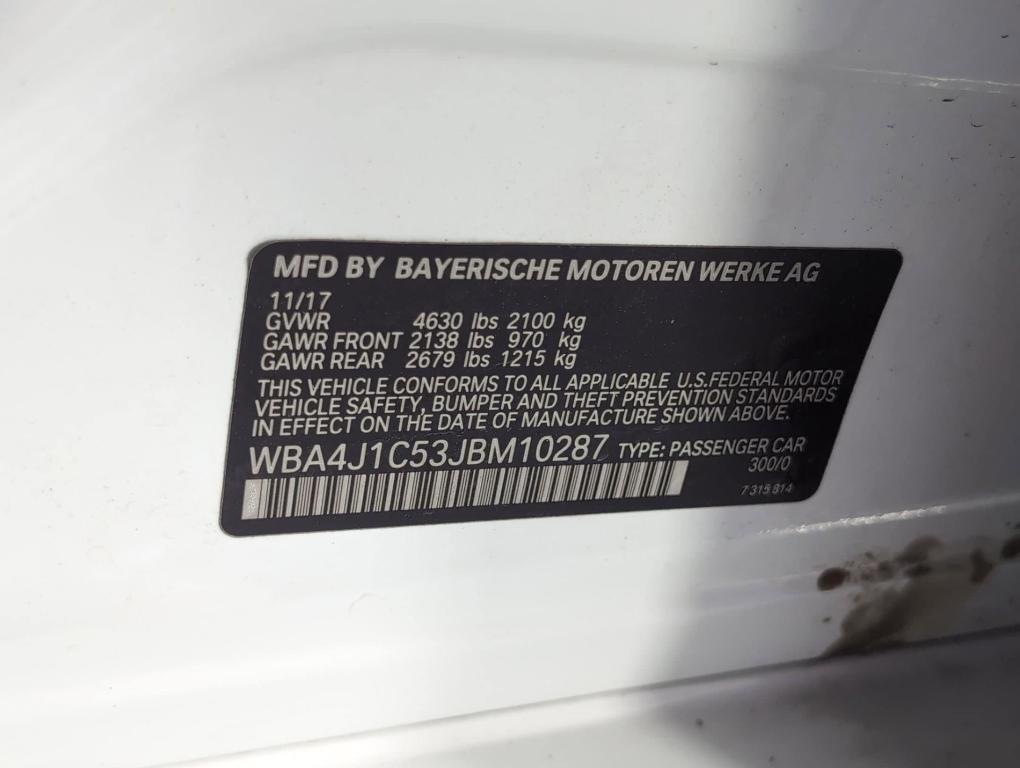 MFD BY BAYERISCHE MOTOREN WERKE AG
11/17
GVWR 4630 lbs 2100 kg
GAWR FRONT 2138 lbs 970 kg
GAWR REAR 2679 lbs 1215 kg
THIS VEHICLE CONFORMS TO ALL APPLICABLE U.S.FEDERAL MOTOR
VEHICLE SAFETY, BUMPER AND THEFT PREVENTION STANDARDS
IN EFFECT ON THE DATE OF MANUFACTURE SHOWN ABOVE.
WBA4J1C53JBM10287 TYPE: PASSENGER CAR
300/0
7 315 814